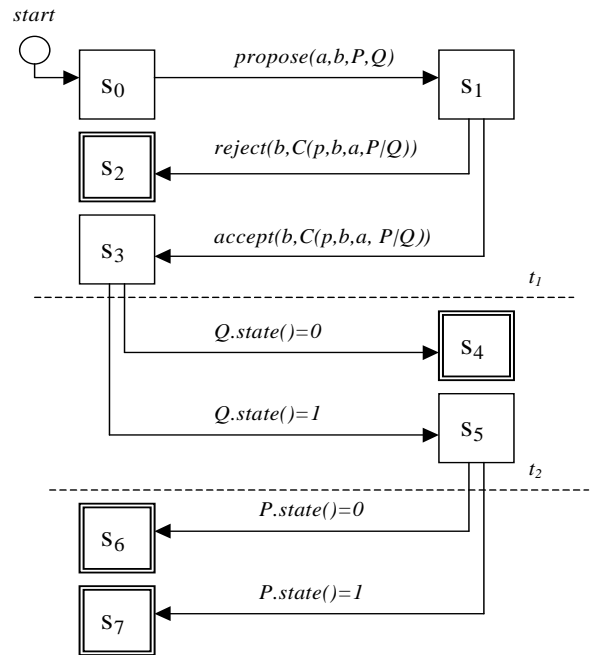 start
s0
propose(a,b,P,Q)
s1
s2
reject(b,C(p,b,a,P|Q))
s3
accept(b,C(p,b,a, P|Q))
t1
Q.state()=0
s4
Q.state()=1
s5
t2
P.state()=0
s6
P.state()=1
s7